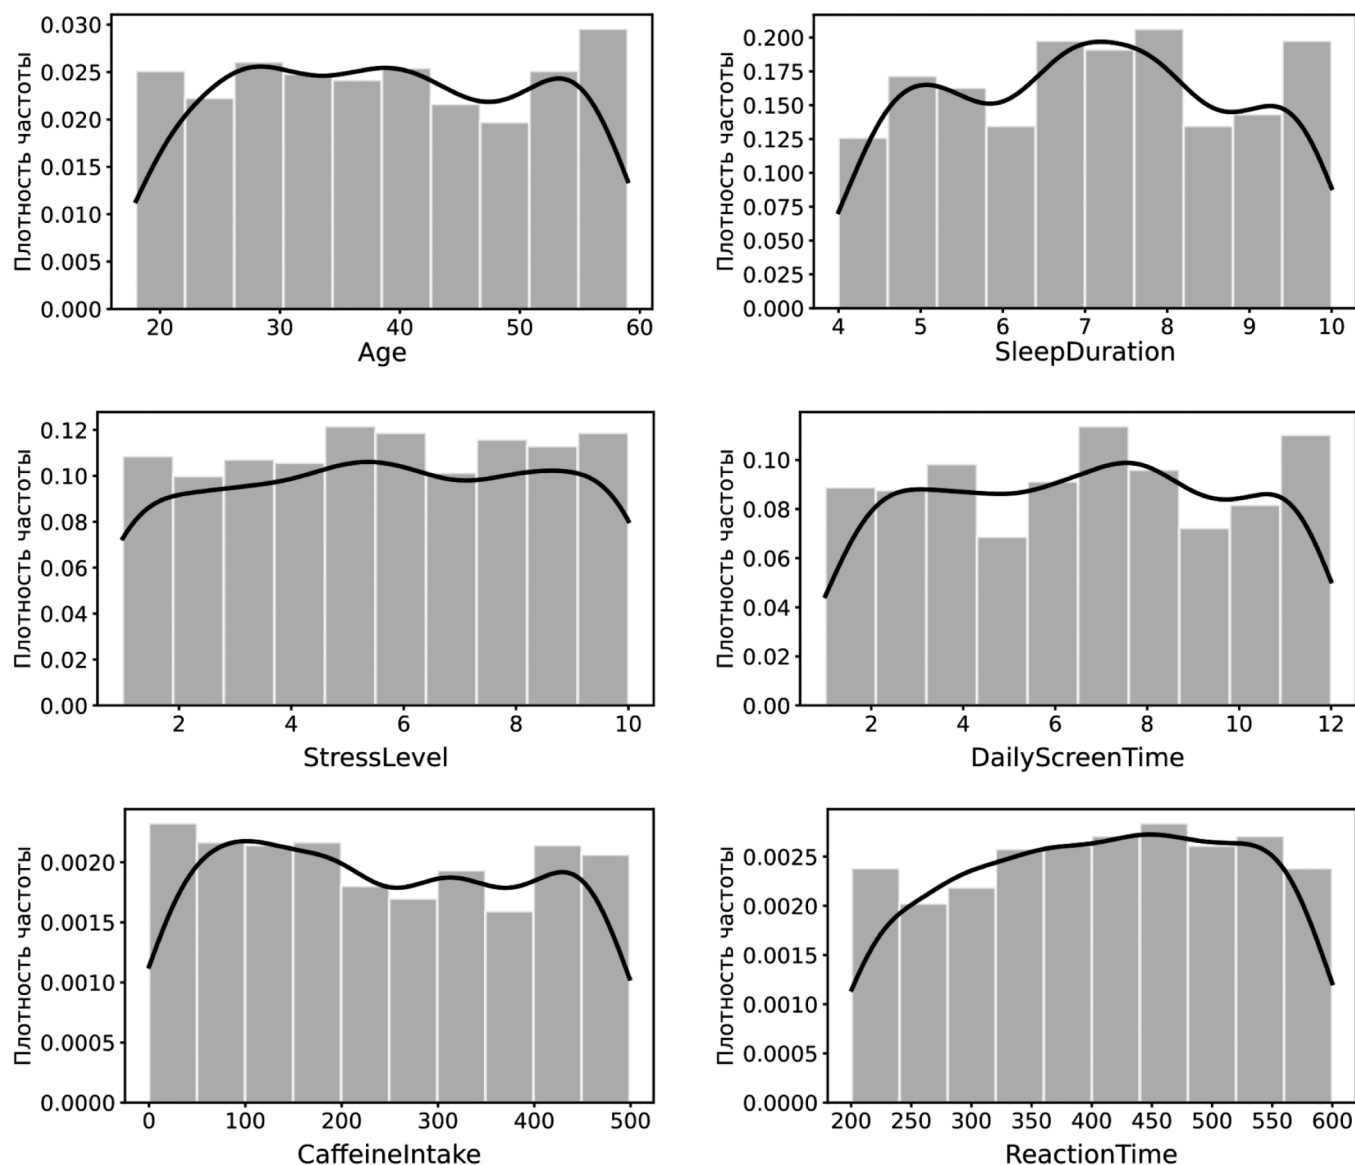 Плотность частоты
0.030
0.025
0.020
0.015
0.010
0.005
0.000
20 30 40 50 60
Age
Плотность частоты
0.200
0.175
0.150
0.125
0.100
0.075
0.050
0.025
0.000
4 5 6 7 8 9 10
SleepDuration
Плотность частоты
0.12
0.10
0.08
0.06
0.04
0.02
0.00
2 4 6 8 10
StressLevel
Плотность частоты
0.10
0.08
0.06
0.04
0.02
0.00
2 4 6 8 10 12
DailyScreenTime
Плотность частоты
0.0020
0.0015
0.0010
0.0005
0.0000
0 100 200 300 400 500
CaffeineIntake
Плотность частоты
0.0025
0.0020
0.0015
0.0010
0.0005
0.0000
200 250 300 350 400 450 500 550 600
ReactionTime